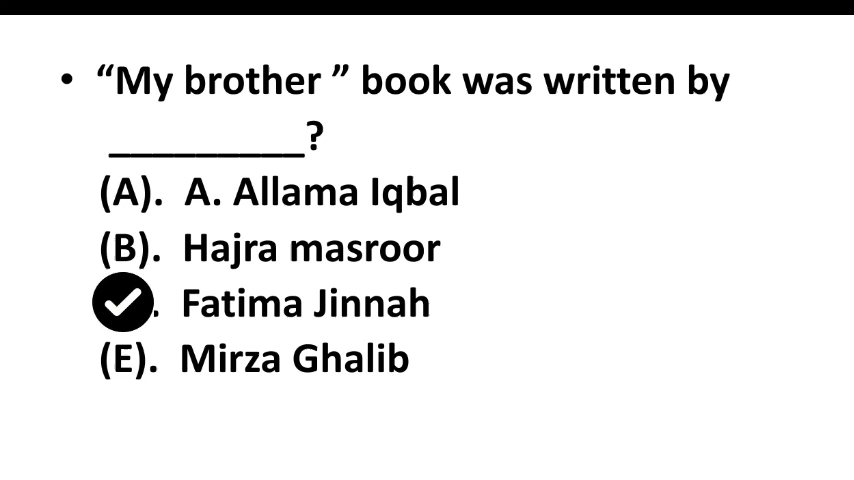 • “My brother ” book was written by
_________?
(A). A. Allama Iqbal
(B). Hajra masroor
. Fatima Jinnah
(E). Mirza Ghalib